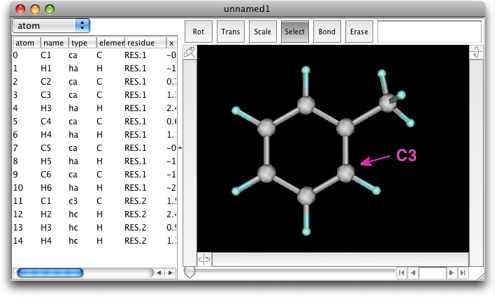 unnamed1
atom
Rot Trans Scale Select Bond Erase
atom name type elemer residue x
0 C1 ca C RES.1 -0
1 H1 ha H RES.1 -1
2 C2 ca C RES.1 0.
3 C3 ca C RES.1 1.
4 H3 ha H RES.1 2.4
5 C4 ca C RES.1 0.6
6 H4 ha H RES.1 1.
7 C5 ca C RES.1 -0
8 H5 ha H RES.1 -1
9 C6 ca C RES.1 -1
10 H6 ha H RES.1 -2
11 C1 c3 C RES.2 1.5
12 H2 hc H RES.2 2.4
13 H3 hc H RES.2 0.9
14 H4 hc H RES.2 1.
C3